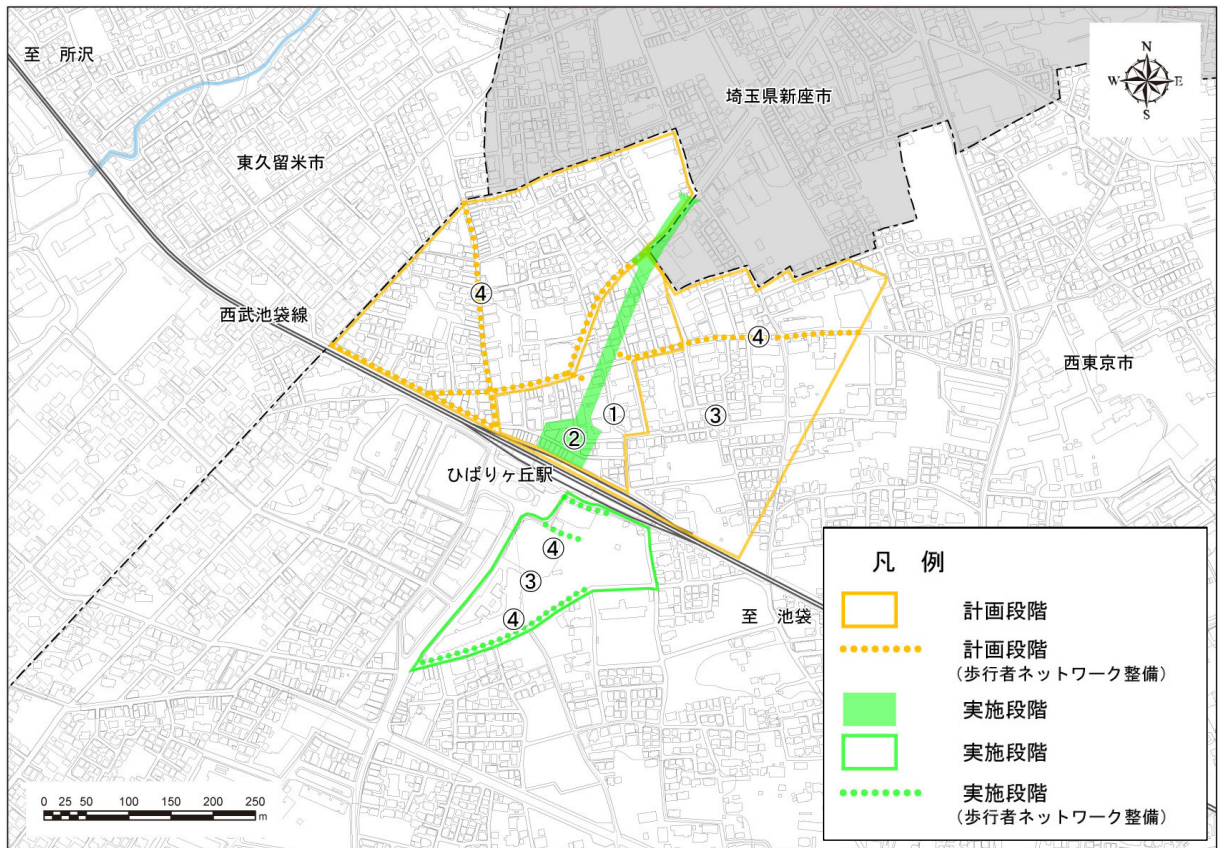 至 所沢
埼玉県新座市
N
W E
S
東久留米市
④
西武池袋線
④
西東京市
①
③
②
ひばりヶ丘駅
④
③
④
至 池袋
凡 例
計画段階
計画段階
(歩行者ネットワーク整備)
実施段階
実施段階
実施段階
(歩行者ネットワーク整備)
0 25 50 100 150 200 250
m